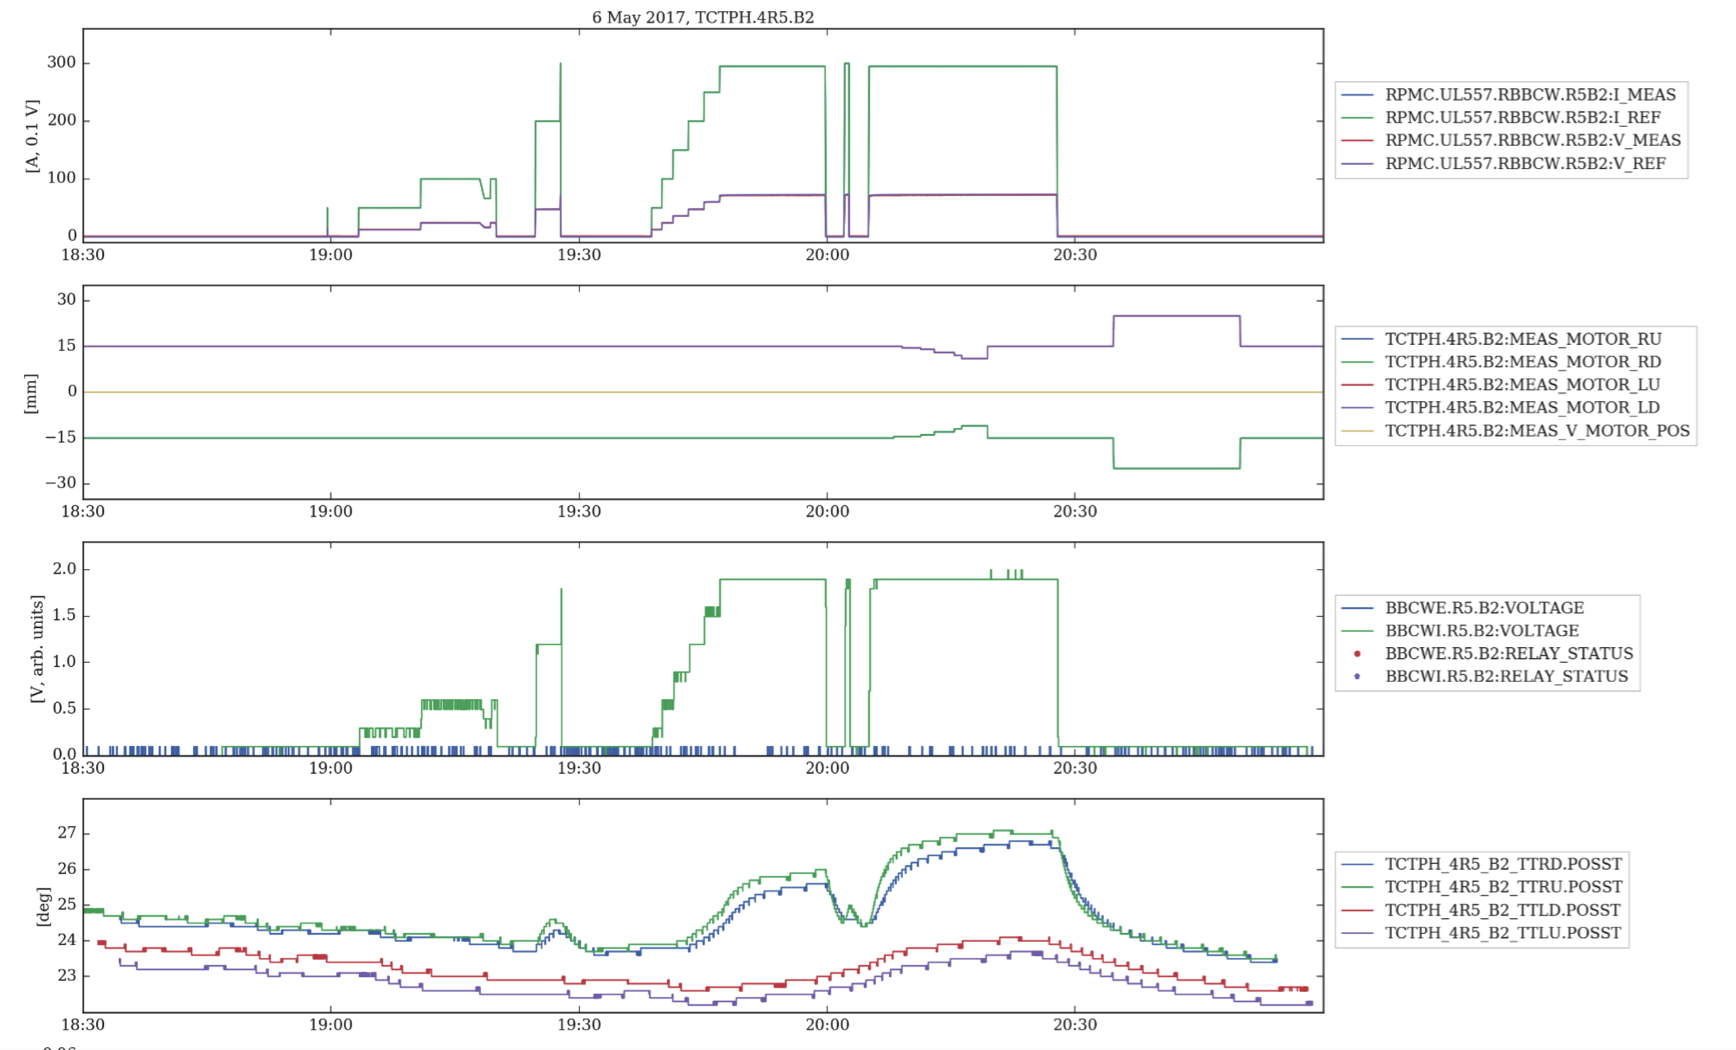 6 May 2017, TCTPH.4R5.B2
[A, 0.1 V]
300
200
100
0
18:30 19:00 19:30 20:00 20:30
RPMC.UL557.RBBCW.R5B2:I_MEAS
RPMC.UL557.RBBCW.R5B2:I_REF
RPMC.UL557.RBBCW.R5B2:V_MEAS
RPMC.UL557.RBBCW.R5B2:V_REF
[mm]
30
15
0
−15
−30
18:30 19:00 19:30 20:00 20:30
TCTPH.4R5.B2:MEAS_MOTOR_RU
TCTPH.4R5.B2:MEAS_MOTOR_RD
TCTPH.4R5.B2:MEAS_MOTOR_LU
TCTPH.4R5.B2:MEAS_MOTOR_LD
TCTPH.4R5.B2:MEAS_V_MOTOR_POS
[V, arb. units]
2.0
1.5
1.0
0.5
0.0
18:30 19:00 19:30 20:00 20:30
BBCWE.R5.B2:VOLTAGE
BBCWI.R5.B2:VOLTAGE
BBCWE.R5.B2:RELAY_STATUS
BBCWI.R5.B2:RELAY_STATUS
[deg]
27
26
25
24
23
18:30 19:00 19:30 20:00 20:30
TCTPH_4R5_B2_TTRD.POSST
TCTPH_4R5_B2_TTRU.POSST
TCTPH_4R5_B2_TTLD.POSST
TCTPH_4R5_B2_TTLU.POSST